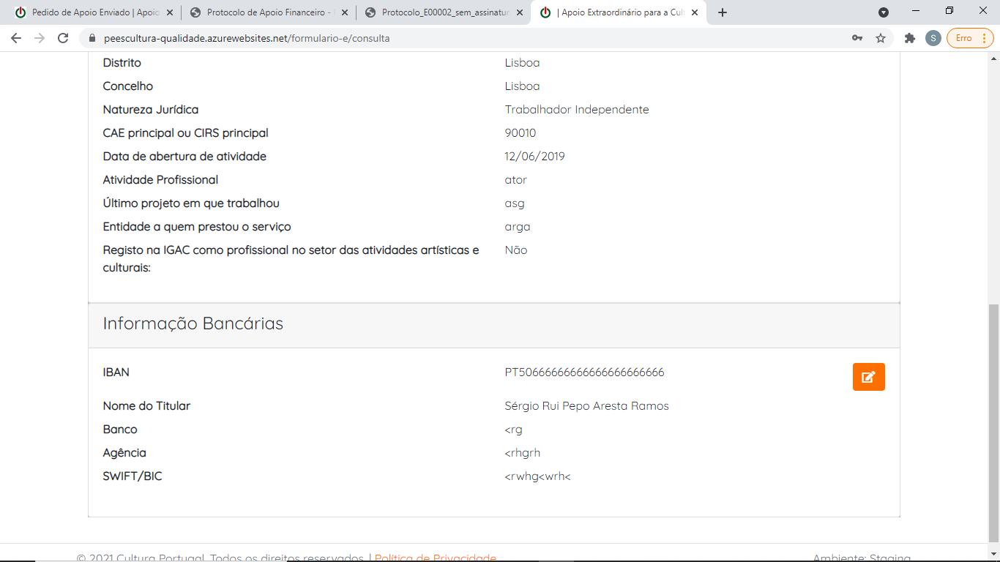 Pedido de Apoio Enviado | Apoio
Protocolo de Apoio Financeiro -
Protocolo_E00002_sem_assinatur
| Apoio Extraordinário para a Cult
peescultura-qualidade.azurewebsites.net/formulario-e/consulta
S
Erro
Distrito Lisboa
Concelho Lisboa
Natureza Jurídica Trabalhador Independente
CAE principal ou CIRS principal 90010
Data de abertura de atividade 12/06/2019
Atividade Profissional ator
Último projeto em que trabalhou asg
Entidade a quem prestou o serviço arga
Registo na IGAC como profissional no setor das atividades artísticas e Não
culturais:
Informação Bancárias
IBAN PT50666666666666666666666
Nome do Titular Sérgio Rui Pepo Aresta Ramos
Banco <rg
Agência <rhgrh
SWIFT/BIC <rwhg<wrh<
© 2021 Cultura Portugal. Todos os direitos reservados. | Política de Privacidade
Ambiente: Staging